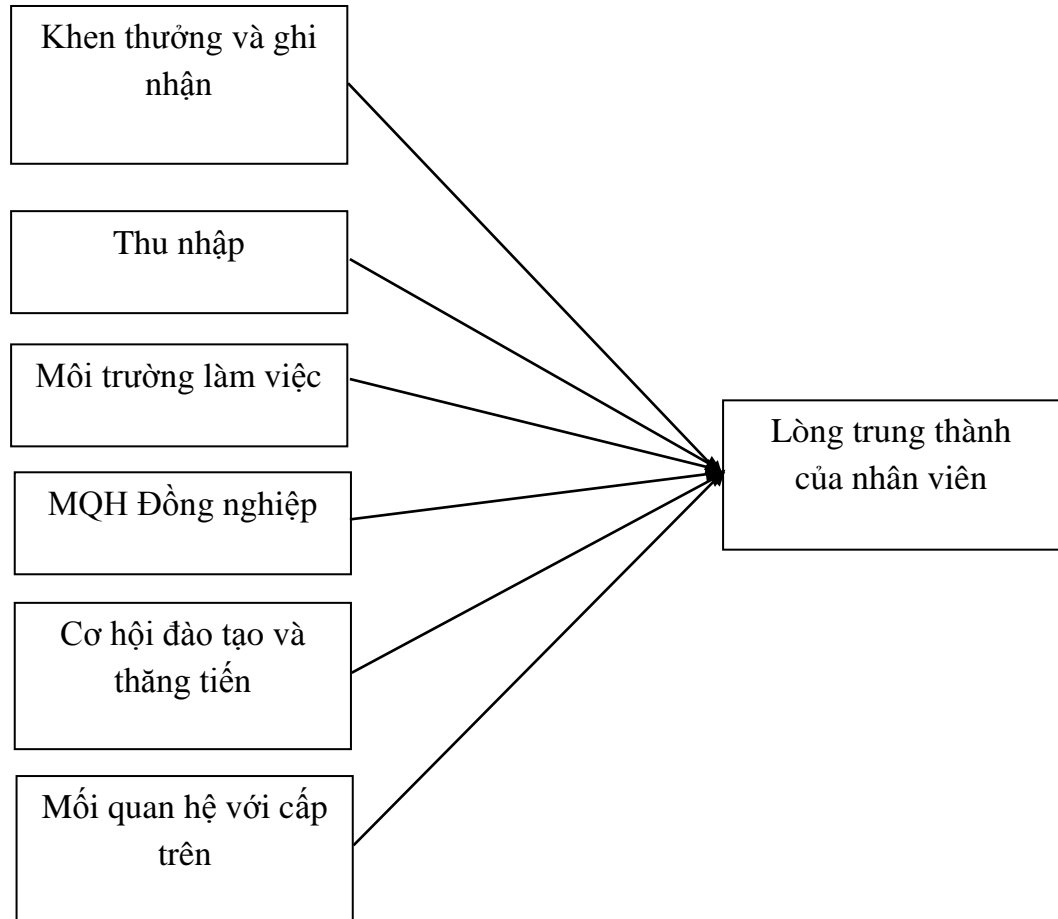 Khen thưởng và ghi
nhận
Thu nhập
Môi trường làm việc
MQH Đồng nghiệp
Cơ hội đào tạo và
thăng tiến
Mối quan hệ với cấp
trên
Lòng trung thành
của nhân viên